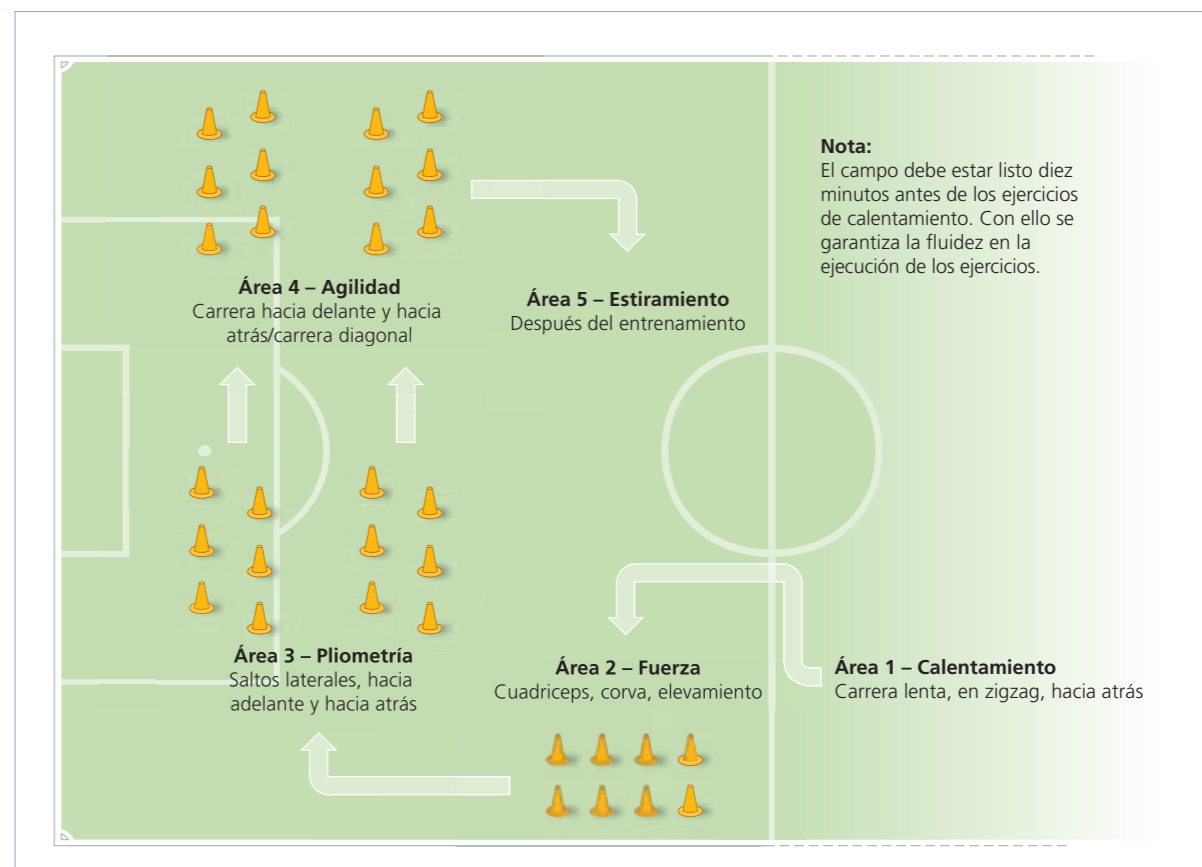 Nota:
El campo debe estar listo diez
minutos antes de los ejercicios
de calentamiento. Con ello se
garantiza la fluidez en la
ejecución de los ejercicios.
Área 4 – Agilidad
Carrera hacia delante y hacia
atrás/carrera diagonal
Área 5 – Estiramiento
Después del entrenamiento
Área 3 – Pliometría
Saltos laterales, hacia
adelante y hacia atrás
Área 2 – Fuerza
Cuadriceps, corva, elevamiento
Área 1 – Calentamiento
Carrera lenta, en zigzag, hacia atrás